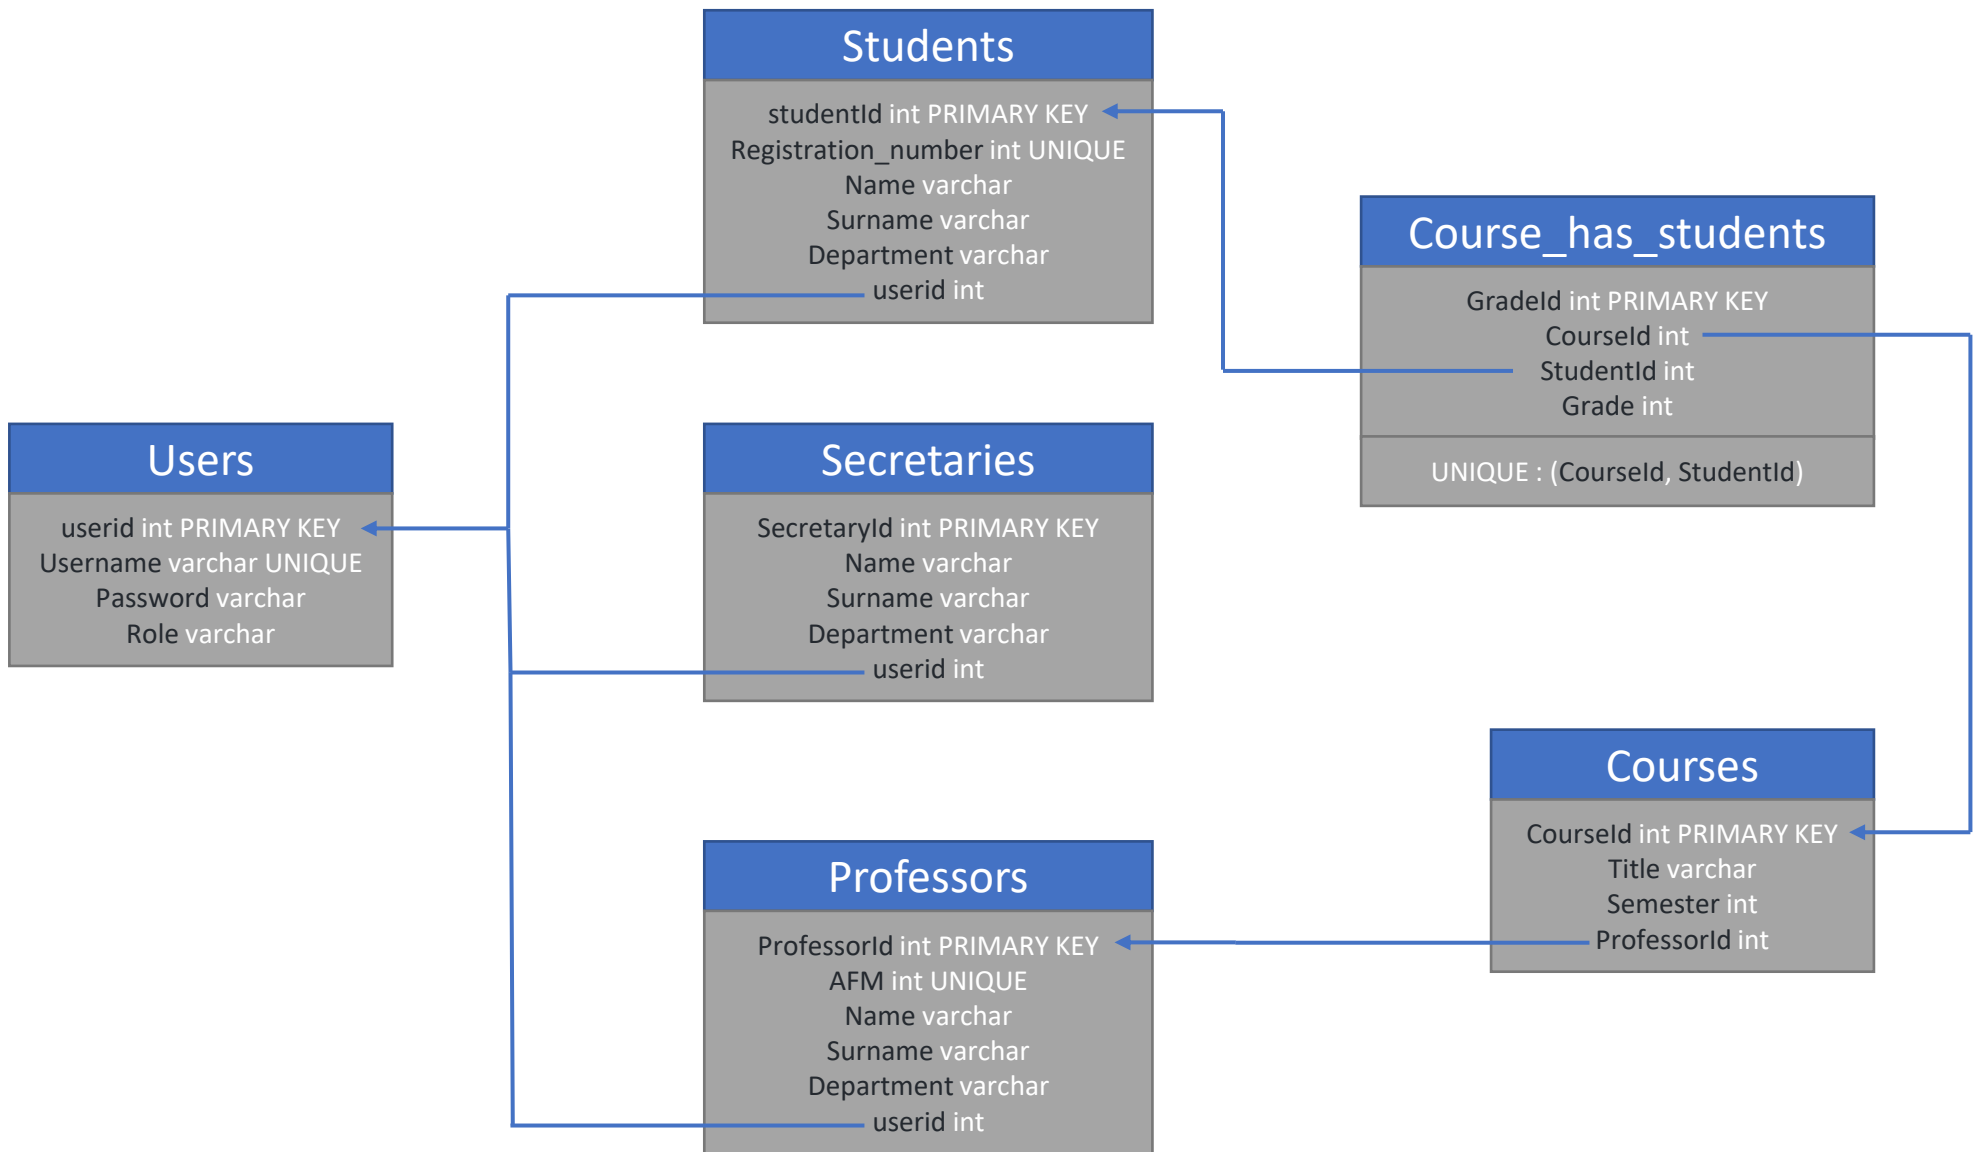 Students
studentId int PRIMARY KEY
Registration_number int UNIQUE
Name varchar
Surname varchar
Department varchar
userid int
Course_has_students
GradeId int PRIMARY KEY
CourseId int
StudentId int
Grade int
UNIQUE : (CourseId, StudentId)
Users
userid int PRIMARY KEY
Username varchar UNIQUE
Password varchar
Role varchar
Secretaries
SecretaryId int PRIMARY KEY
Name varchar
Surname varchar
Department varchar
userid int
Courses
CourseId int PRIMARY KEY
Title varchar
Semester int
ProfessorId int
Professors
ProfessorId int PRIMARY KEY
AFM int UNIQUE
Name varchar
Surname varchar
Department varchar
userid int